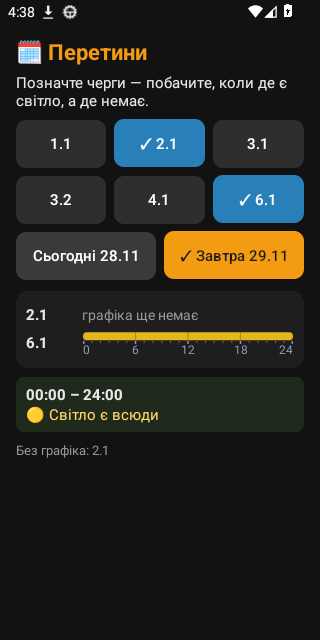 4:38
🗓️ Перетини
Позначте черги — побачите, коли де є
світло, а де немає.
1.1 ✓ 2.1 3.1
3.2 4.1 ✓ 6.1
Сьогодні 28.11 ✓ Завтра 29.11
2.1 графіка ще немає
6.1
0 6 12 18 24
00:00 – 24:00
🟡 Світло є всюди
Без графіка: 2.1